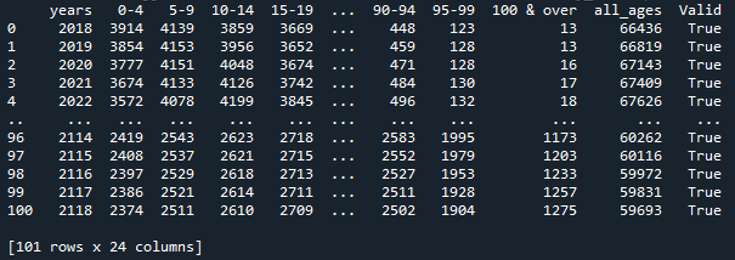 years 0-4 5-9 10-14 15-19 ... 90-94 95-99 100 & over all_ages Valid
0 2018 3914 4139 3859 3669 ... 448 123 13 66436 True
1 2019 3854 4153 3956 3652 ... 459 128 13 66819 True
2 2020 3777 4151 4048 3674 ... 471 128 16 67143 True
3 2021 3674 4133 4126 3742 ... 484 130 17 67409 True
4 2022 3572 4078 4199 3845 ... 496 132 18 67626 True
.. ... ... ... ... ... ... ... ... ... ... ...
96 2114 2419 2543 2623 2718 ... 2583 1995 1173 60262 True
97 2115 2408 2537 2621 2715 ... 2552 1979 1203 60116 True
98 2116 2397 2529 2618 2713 ... 2527 1953 1233 59972 True
99 2117 2386 2521 2614 2711 ... 2511 1928 1257 59831 True
100 2118 2374 2511 2610 2709 ... 2502 1904 1275 59693 True
[101 rows x 24 columns]